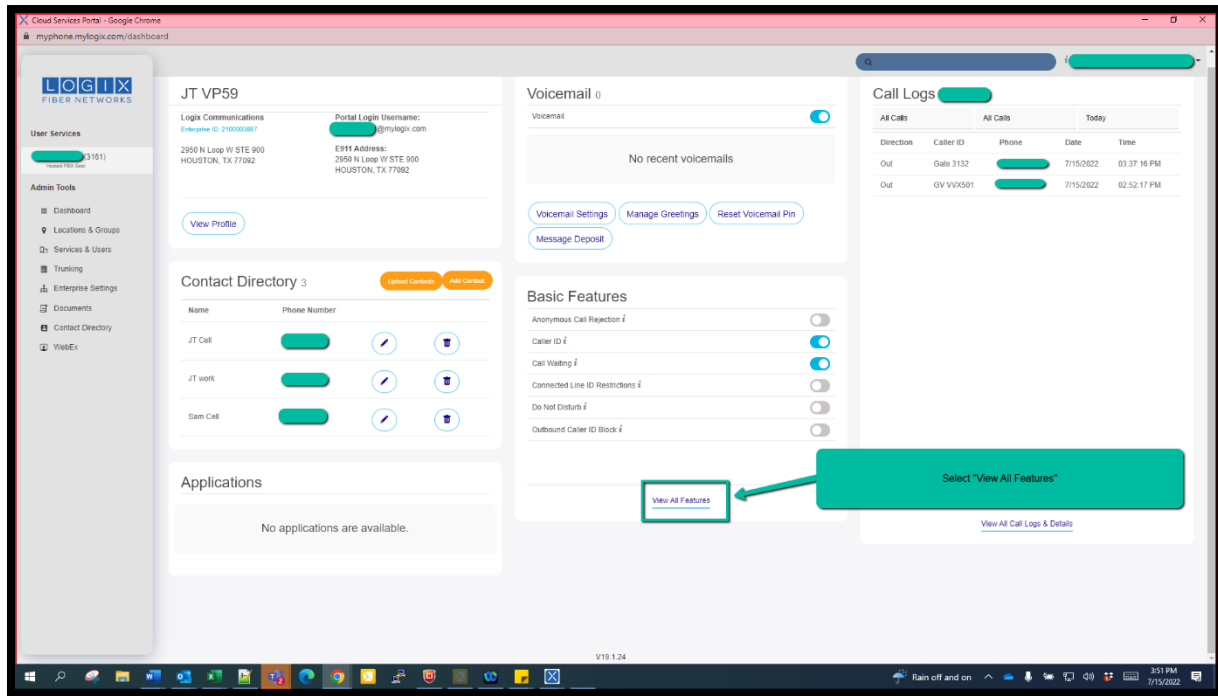 Cloud Services Portal - Google Chrome
myphone.mylogix.com/dashboard
LOGIX
FIBER NETWORKS
User Services
(3161)
Hosted PBX Seat
Admin Tools
Dashboard
Locations & Groups
Services & Users
Trunking
Enterprise Settings
Documents
Contact Directory
WebEx
JT VP59
Logix Communications
Enterprise ID: 2100003887
2950 N Loop W STE 900
HOUSTON, TX 77092
Portal Login Username:
@mylogix.com
E911 Address:
2950 N Loop W STE 900
HOUSTON, TX 77092
View Profile
Contact Directory 3
Upload Contacts Add Contact
Name Phone Number
JT Cell
JT work
Sam Cell
Applications
No applications are available.
Voicemail 0
Voicemail
No recent voicemails
Voicemail Settings Manage Greetings Reset Voicemail Pin
Message Deposit
Basic Features
Anonymous Call Rejection i
Caller ID i
Call Waiting i
Connected Line ID Restrictions i
Do Not Disturb i
Outbound Caller ID Block i
View All Features
Call Logs
All Calls All Calls Today
Direction Caller ID Phone Date Time
Out Gate 3132 7/15/2022 03:37:16 PM
Out GV VVX501 7/15/2022 02:52:17 PM
Select "View All Features"
View All Call Logs & Details
V19.1.24
Rain off and on
3:51 PM
7/15/2022